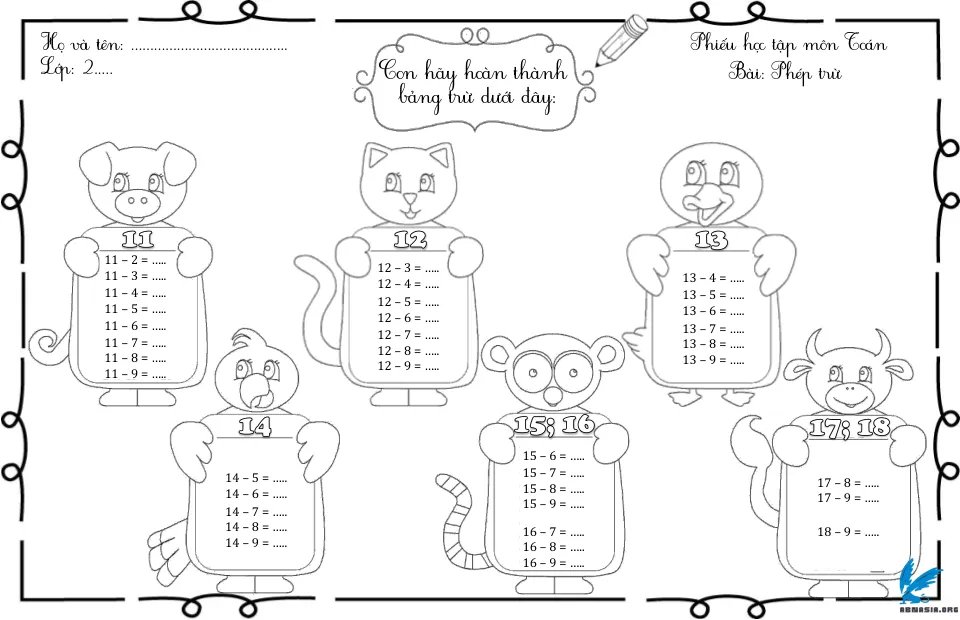 Họ và tên: .........................................
Lớp: 2.....
Con hãy hoàn thành
bảng trừ dưới đây:
Phiếu học tập môn Toán
Bài: Phép trừ
11
11 – 2 = .....
11 – 3 = .....
11 – 4 = .....
11 – 5 = .....
11 – 6 = .....
11 – 7 = .....
11 – 8 = .....
11 – 9 = .....
12
12 – 3 = .....
12 – 4 = .....
12 – 5 = .....
12 – 6 = .....
12 – 7 = .....
12 – 8 = .....
12 – 9 = .....
13
13 – 4 = .....
13 – 5 = .....
13 – 6 = .....
13 – 7 = .....
13 – 8 = .....
13 – 9 = .....
14
14 – 5 = .....
14 – 6 = .....
14 – 7 = .....
14 – 8 = .....
14 – 9 = .....
15; 16
15 – 6 = .....
15 – 7 = .....
15 – 8 = .....
15 – 9 = .....
16 – 7 = .....
16 – 8 = .....
16 – 9 = .....
17; 18
17 – 8 = .....
17 – 9 = .....
18 – 9 = .....
ABNASIA.ORG